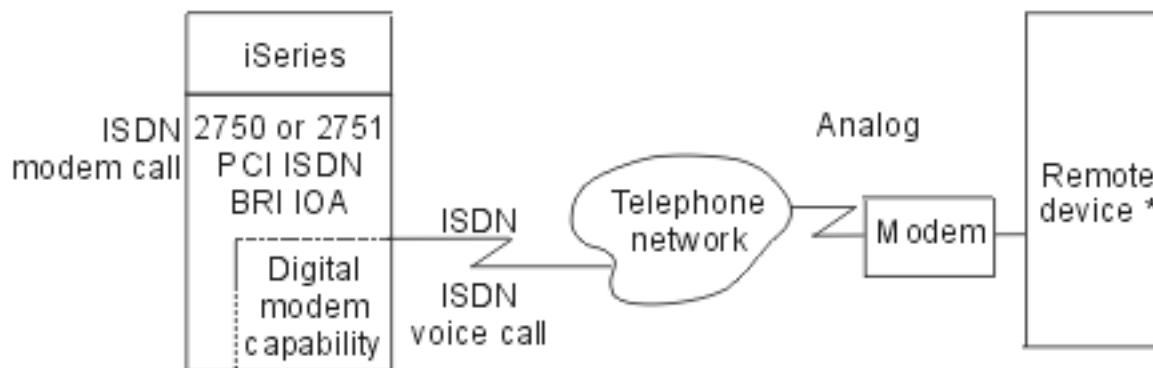 iSeries
ISDN
modem call
2750 or 2751
PCI ISDN
BRI IOA
Digital
modem
capability
ISDN
ISDN
voice call
Telephone
network
Analog
Modem
Remote
device *